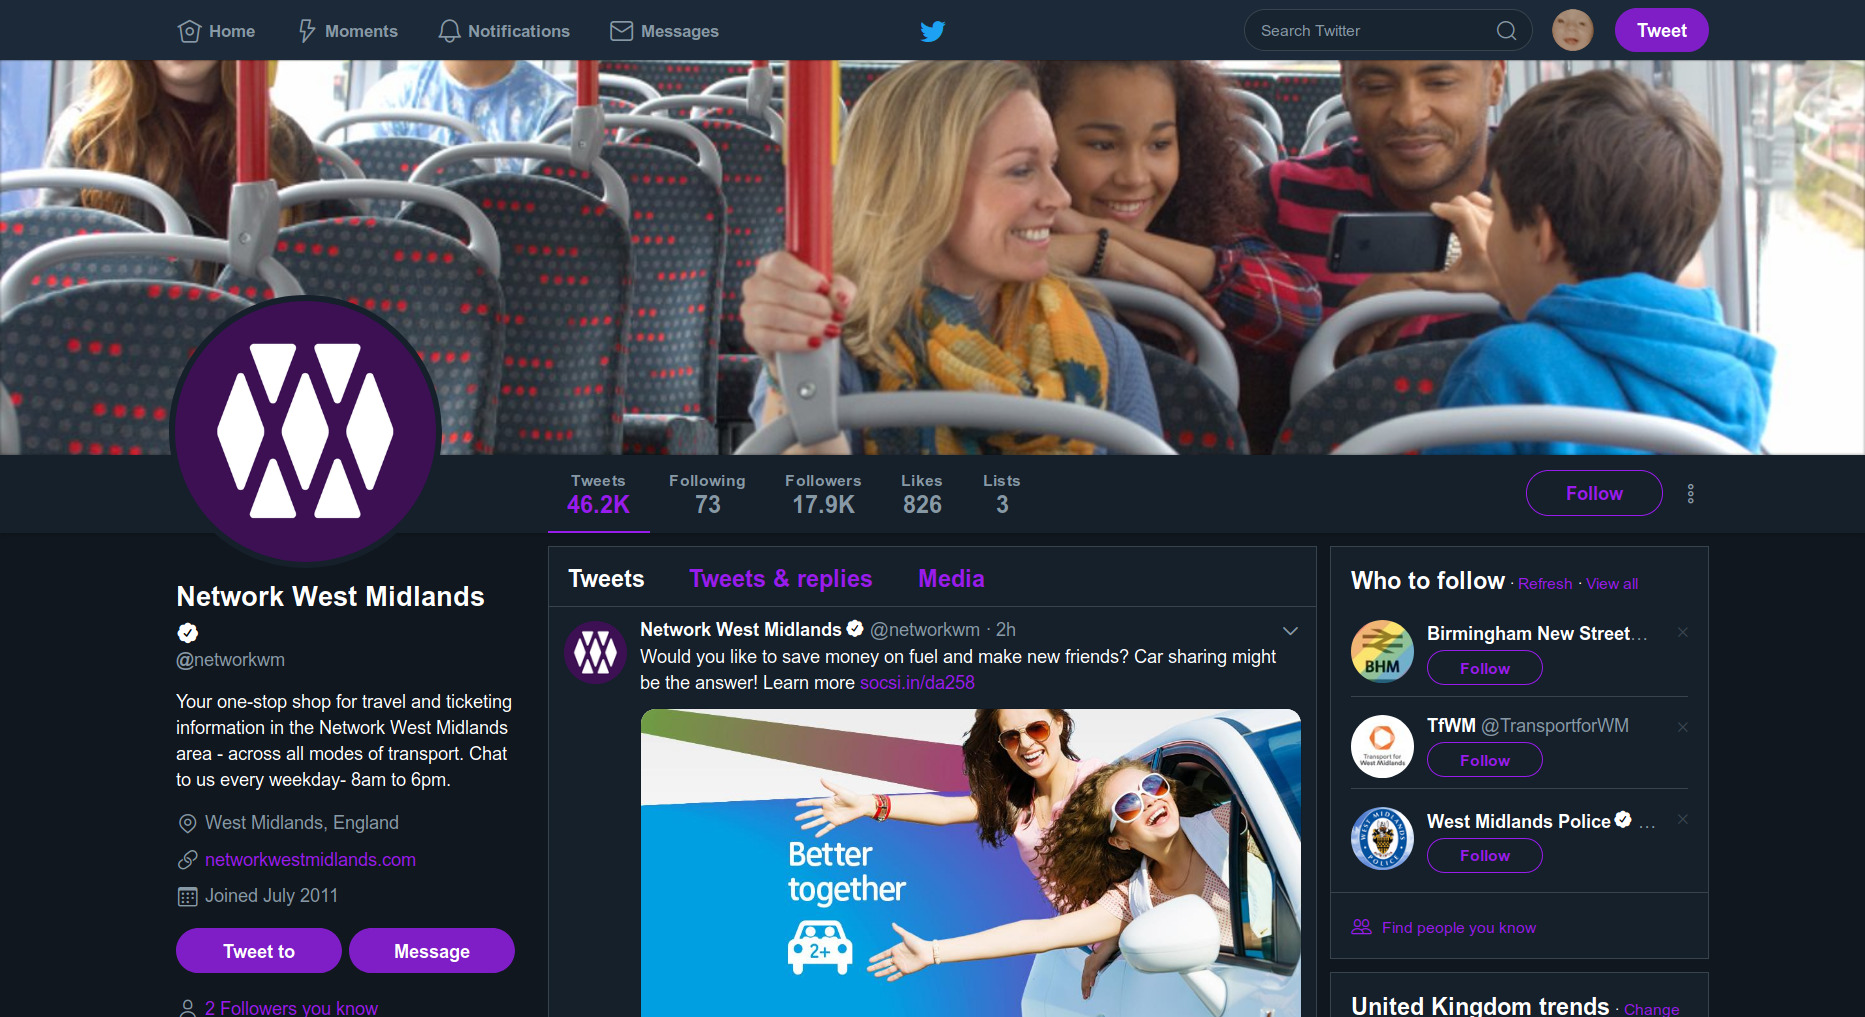 Home
Moments
Notifications
Messages
Search Twitter
Tweet
Tweets
46.2K
Following
73
Followers
17.9K
Likes
826
Lists
3
Follow
Network West Midlands
@networkwm
Your one-stop shop for travel and ticketing
information in the Network West Midlands
area - across all modes of transport. Chat
to us every weekday- 8am to 6pm.
West Midlands, England
networkwestmidlands.com
Joined July 2011
Tweet to
Message
2 Followers you know
Tweets
Tweets & replies
Media
Network West Midlands @networkwm · 2h
Would you like to save money on fuel and make new friends? Car sharing might
be the answer! Learn more socsi.in/da258
Better
together
2+
Who to follow · Refresh · View all
BHM
Birmingham New Street…
Follow
Transport for
West Midlands
TfWM @TransportforWM
Follow
WEST MIDLANDS
POLICE
West Midlands Police …
Follow
Find people you know
United Kingdom trends · Change